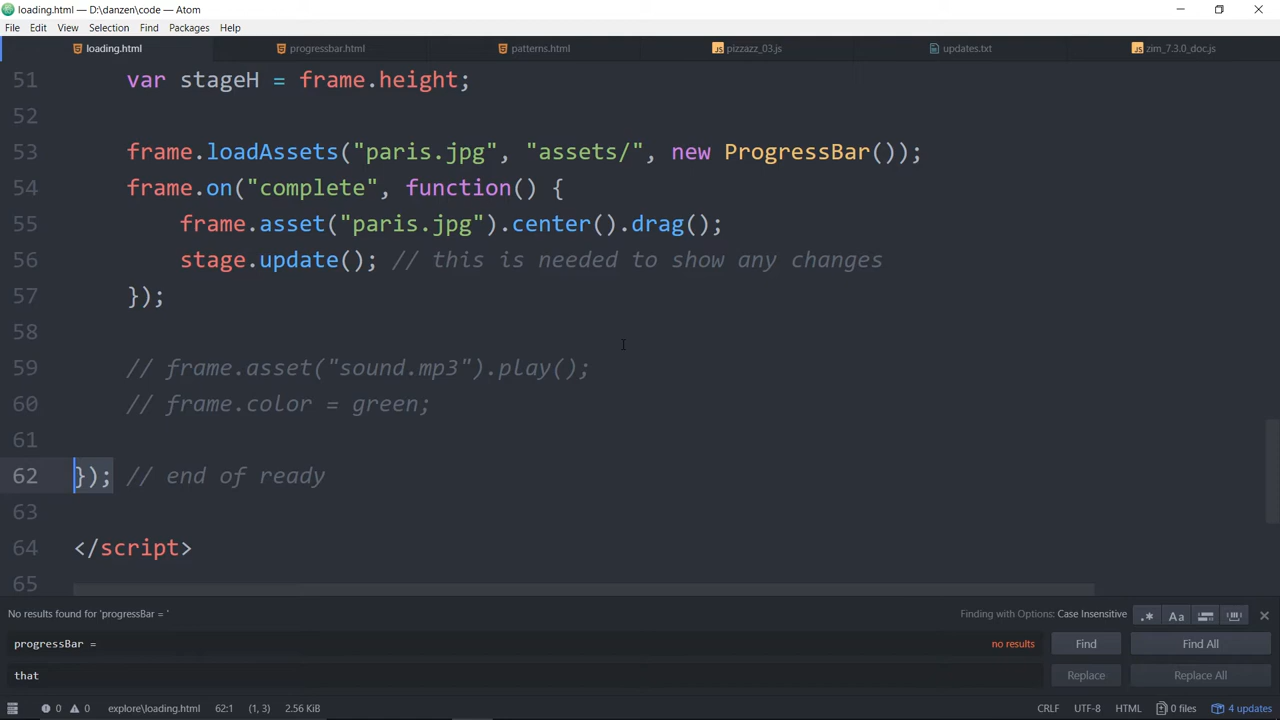 loading.html — D:\danzen\code — Atom
File Edit View Selection Find Packages Help
loading.html progressbar.html patterns.html pizzazz_03.js updates.txt zim_7.3.0_doc.js
51 var stageH = frame.height;
52
53 frame.loadAssets("paris.jpg", "assets/", new ProgressBar());
54 frame.on("complete", function() {
55 frame.asset("paris.jpg").center().drag();
56 stage.update(); // this is needed to show any changes
57 });
58
59 // frame.asset("sound.mp3").play();
60 // frame.color = green;
61
62 }); // end of ready
63
64 </script>
65
No results found for 'progressBar = ' Finding with Options: Case Insensitive .* Aa
progressBar = no results Find Find All
that Replace Replace All
0 0 explore\loading.html 62:1 (1, 3) 2.56 KiB CRLF UTF-8 HTML 0 files 4 updates